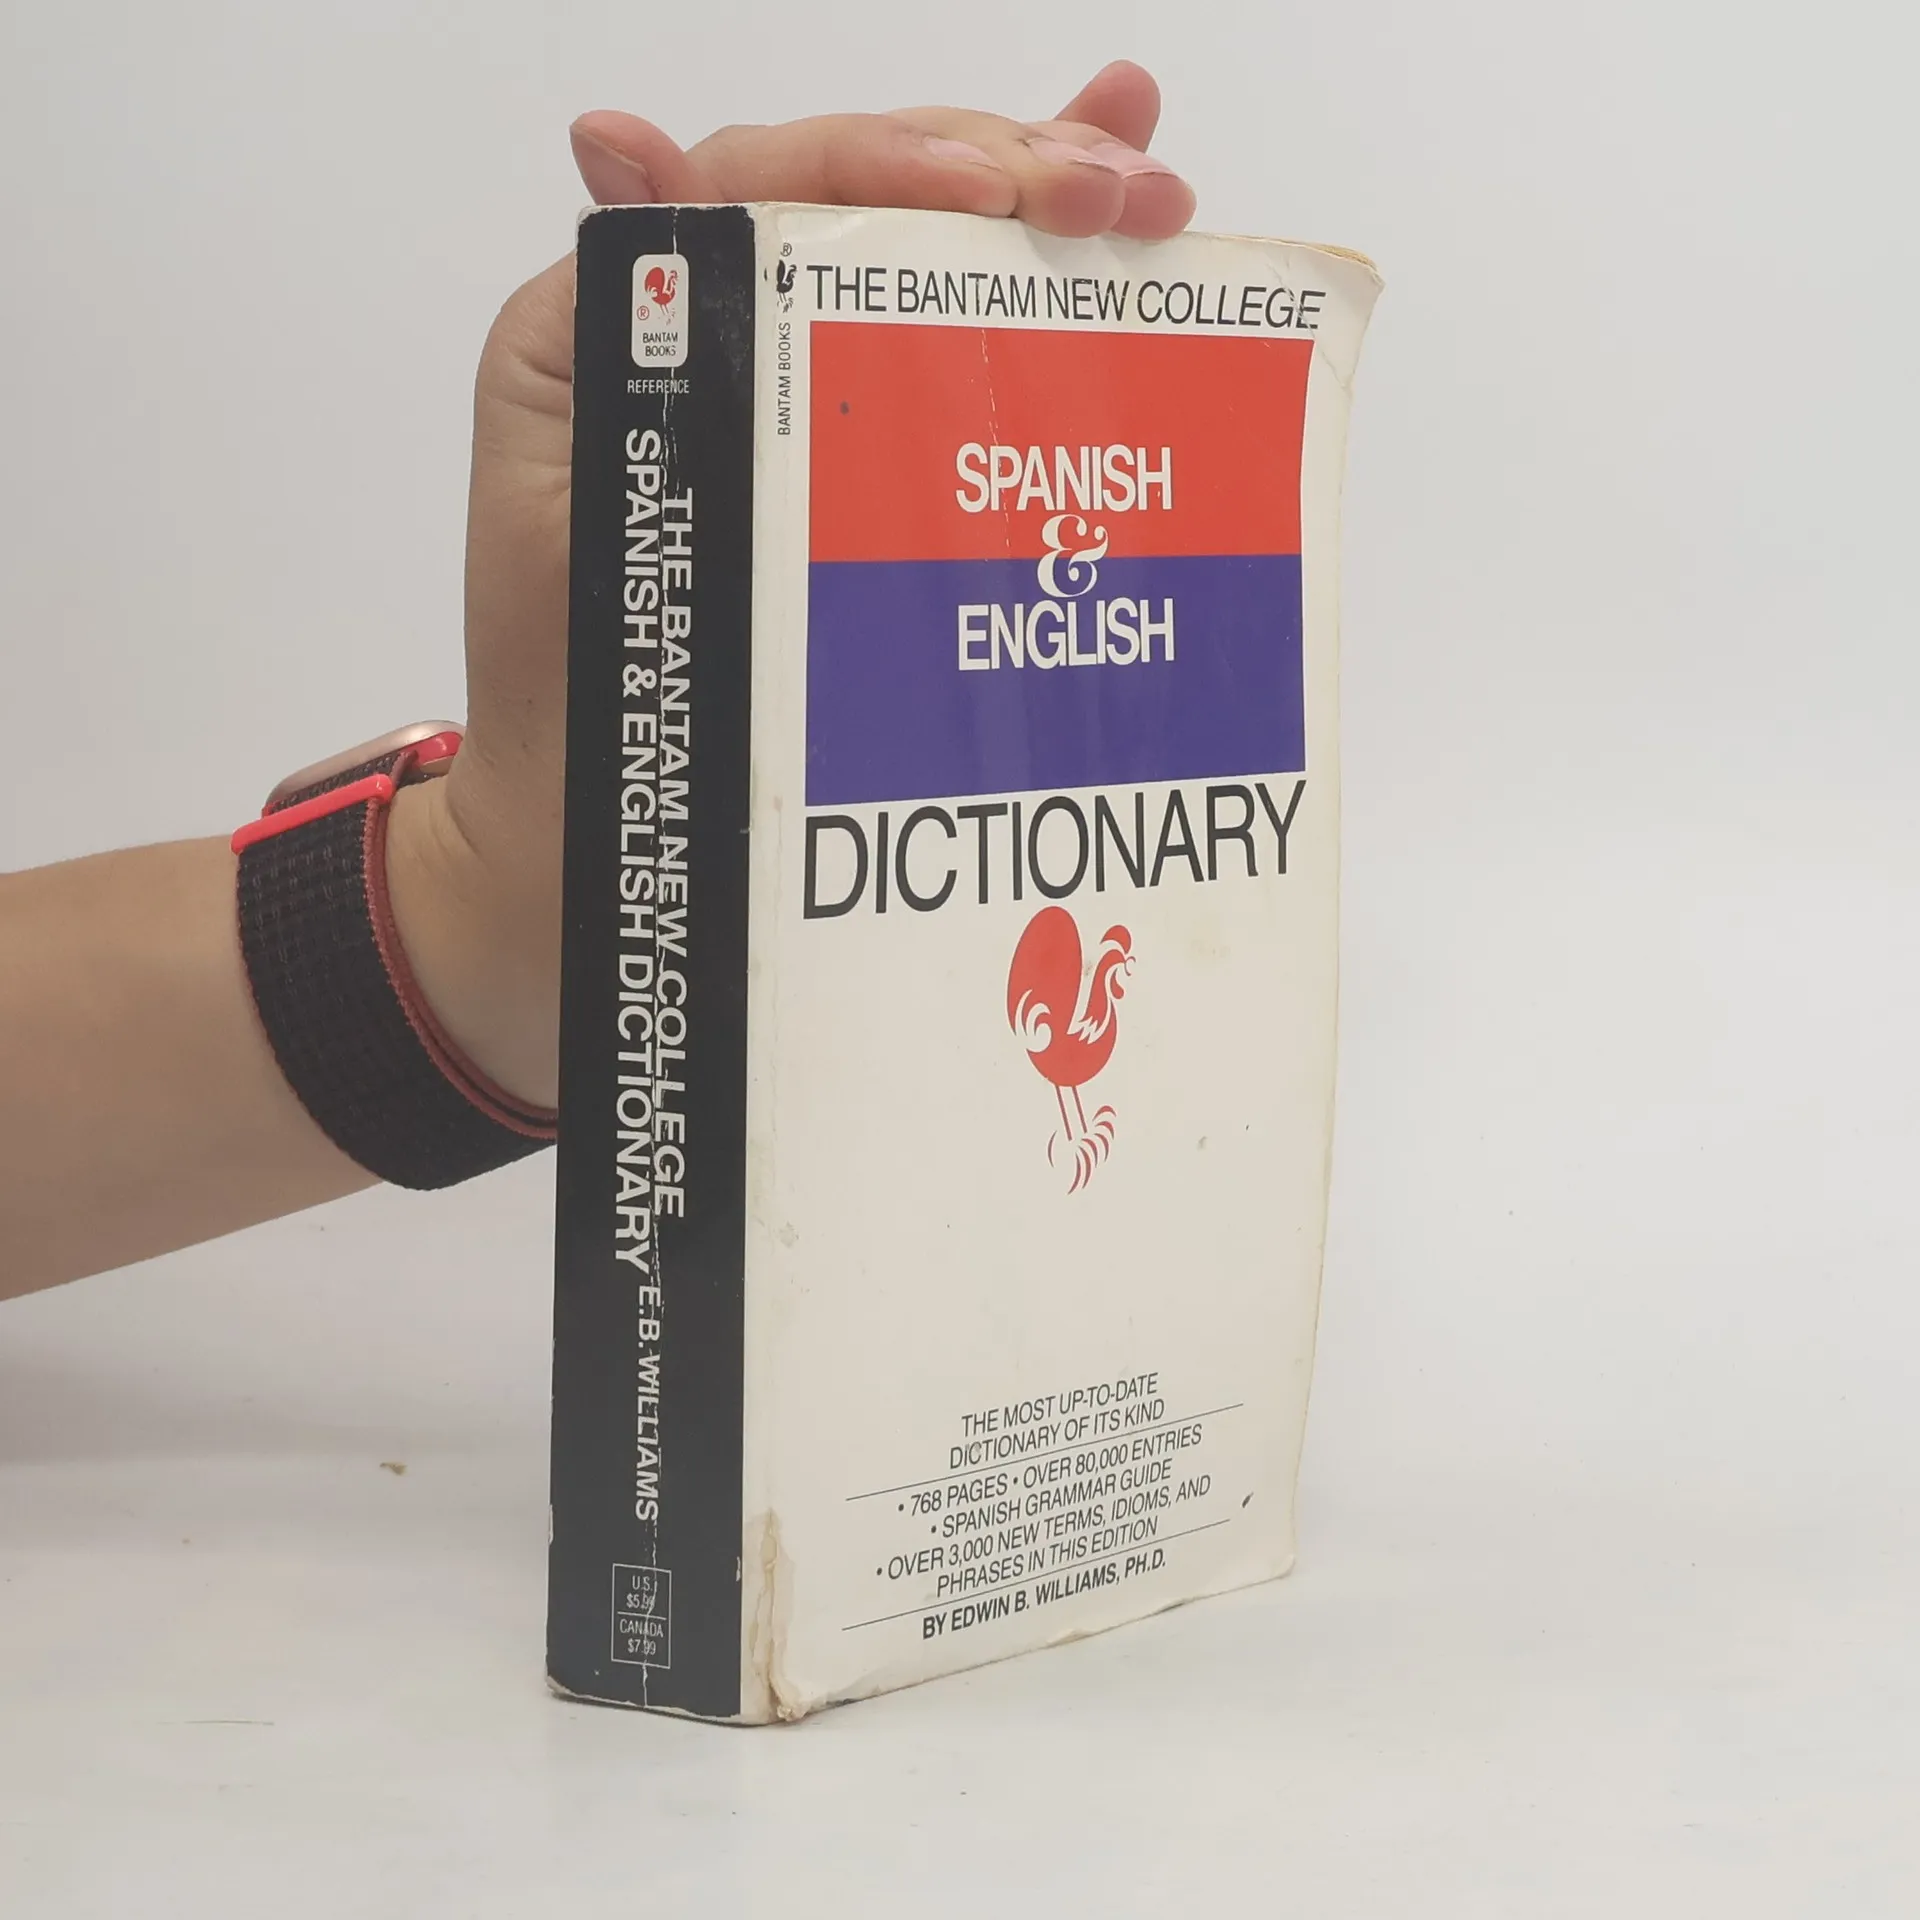 ®
BANTAM
BOOKS
REFERENCE
THE BANTAM NEW COLLEGE
SPANISH & ENGLISH DICTIONARY
E.B. WILLIAMS
U.S.
$5.99
CANADA
$7.99
®
BANTAM BOOKS
THE BANTAM NEW COLLEGE
SPANISH
&
ENGLISH
DICTIONARY
THE MOST UP-TO-DATE
DICTIONARY OF ITS KIND
• 768 PAGES • OVER 80,000 ENTRIES
• SPANISH GRAMMAR GUIDE
• OVER 3,000 NEW TERMS, IDIOMS, AND
PHRASES IN THIS EDITION
BY EDWIN B. WILLIAMS, PH.D.